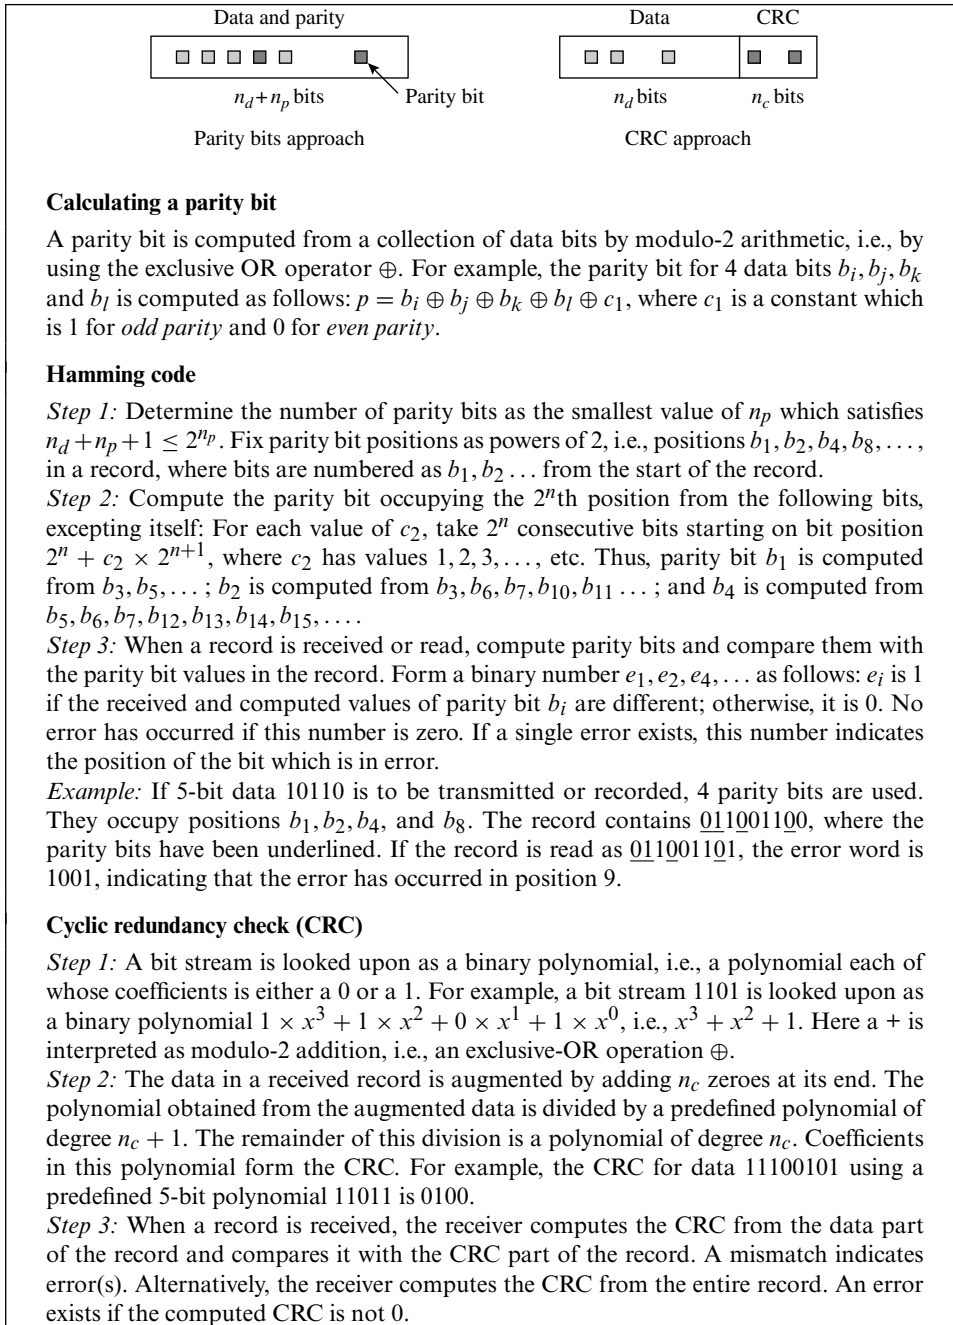 Data and parity
Data CRC
n_d + n_p bits
Parity bit
n_d bits n_c bits
Parity bits approach
CRC approach
Calculating a parity bit
A parity bit is computed from a collection of data bits by modulo-2 arithmetic, i.e., by
using the exclusive OR operator ⊕. For example, the parity bit for 4 data bits b_i, b_j, b_k
and b_l is computed as follows: p = b_i ⊕ b_j ⊕ b_k ⊕ b_l ⊕ c_1, where c_1 is a constant which
is 1 for odd parity and 0 for even parity.
Hamming code
Step 1: Determine the number of parity bits as the smallest value of n_p which satisfies
n_d + n_p + 1 ≤ 2^{n_p}. Fix parity bit positions as powers of 2, i.e., positions b_1, b_2, b_4, b_8, . . . ,
in a record, where bits are numbered as b_1, b_2 . . . from the start of the record.
Step 2: Compute the parity bit occupying the 2^nth position from the following bits,
excepting itself: For each value of c_2, take 2^n consecutive bits starting on bit position
2^n + c_2 × 2^{n+1}, where c_2 has values 1, 2, 3, . . . , etc. Thus, parity bit b_1 is computed
from b_3, b_5, . . . ; b_2 is computed from b_3, b_6, b_7, b_10, b_11 . . . ; and b_4 is computed from
b_5, b_6, b_7, b_12, b_13, b_14, b_15, . . . .
Step 3: When a record is received or read, compute parity bits and compare them with
the parity bit values in the record. Form a binary number e_1, e_2, e_4, . . . as follows: e_i is 1
if the received and computed values of parity bit b_i are different; otherwise, it is 0. No
error has occurred if this number is zero. If a single error exists, this number indicates
the position of the bit which is in error.
Example: If 5-bit data 10110 is to be transmitted or recorded, 4 parity bits are used.
They occupy positions b_1, b_2, b_4, and b_8. The record contains 011001100, where the
parity bits have been underlined. If the record is read as 011001101, the error word is
1001, indicating that the error has occurred in position 9.
Cyclic redundancy check (CRC)
Step 1: A bit stream is looked upon as a binary polynomial, i.e., a polynomial each of
whose coefficients is either a 0 or a 1. For example, a bit stream 1101 is looked upon as
a binary polynomial 1 × x^3 + 1 × x^2 + 0 × x^1 + 1 × x^0, i.e., x^3 + x^2 + 1. Here a + is
interpreted as modulo-2 addition, i.e., an exclusive-OR operation ⊕.
Step 2: The data in a received record is augmented by adding n_c zeroes at its end. The
polynomial obtained from the augmented data is divided by a predefined polynomial of
degree n_c + 1. The remainder of this division is a polynomial of degree n_c. Coefficients
in this polynomial form the CRC. For example, the CRC for data 11100101 using a
predefined 5-bit polynomial 11011 is 0100.
Step 3: When a record is received, the receiver computes the CRC from the data part
of the record and compares it with the CRC part of the record. A mismatch indicates
error(s). Alternatively, the receiver computes the CRC from the entire record. An error
exists if the computed CRC is not 0.